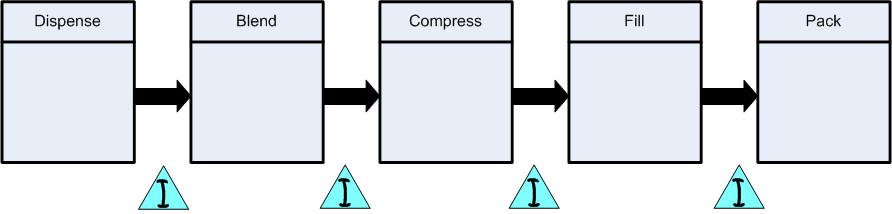 Dispense
Blend
Compress
Fill
Pack
I
I
I
I